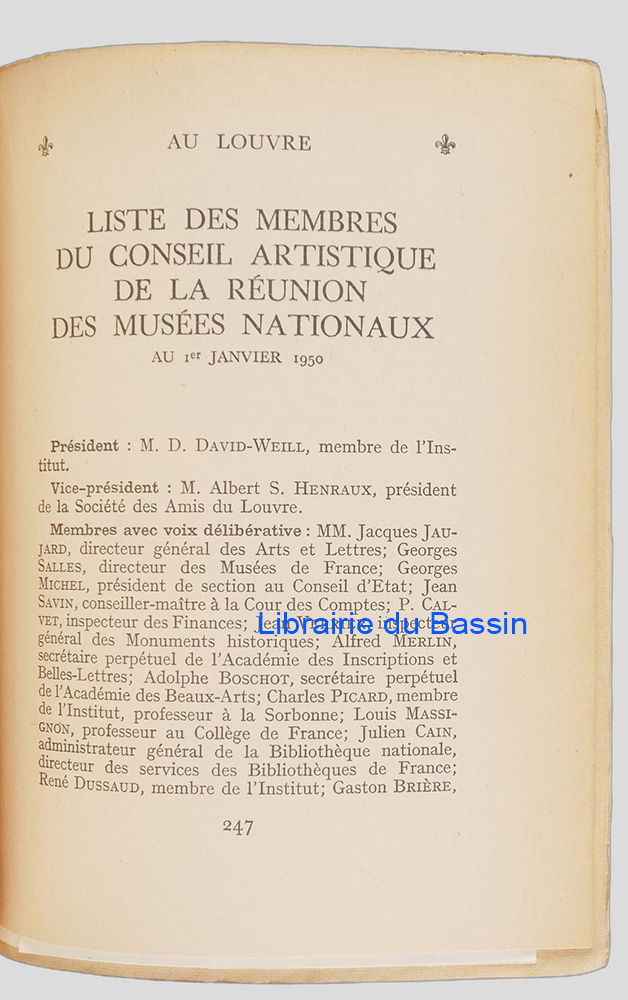 AU LOUVRE
LISTE DES MEMBRES
DU CONSEIL ARTISTIQUE
DE LA RÉUNION
DES MUSÉES NATIONAUX
AU 1er JANVIER 1950
Président : M. D. DAVID-WEILL, membre de l'Ins-
titut.
Vice-président : M. Albert S. HENRAUX, président
de la Société des Amis du Louvre.
Membres avec voix délibérative : MM. Jacques JAU-
JARD, directeur général des Arts et Lettres; Georges
SALLES, directeur des Musées de France; Georges
MICHEL, président de section au Conseil d'Etat; Jean
SAVIN, conseiller-maître à la Cour des Comptes; P. CAL-
VET, inspecteur des Finances; Jean VERRIER, inspecteur
Librairie du Bassin
général des Monuments historiques; Alfred MERLIN,
secrétaire perpétuel de l'Académie des Inscriptions et
Belles-Lettres; Adolphe BOSCHOT, secrétaire perpétuel
de l'Académie des Beaux-Arts; Charles PICARD, membre
de l'Institut, professeur à la Sorbonne; Louis MASSI-
GNON, professeur au Collège de France; Julien CAIN,
administrateur général de la Bibliothèque nationale,
directeur des services des Bibliothèques de France;
René DUSSAUD, membre de l'Institut; Gaston BRIÈRE,
247